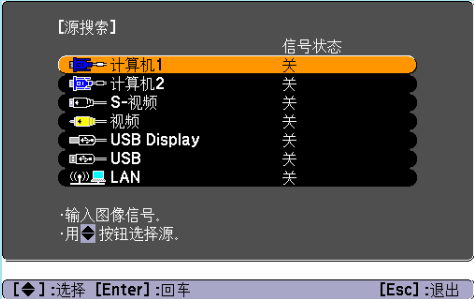 【源搜索】
信号状态
计算机1 关
计算机2 关
S-视频 关
视频 关
USB Display 关
USB 关
LAN 关
·输入图像信号。
·用 按钮选择源。
[◆]:选择 [Enter]:回车 [Esc]:退出